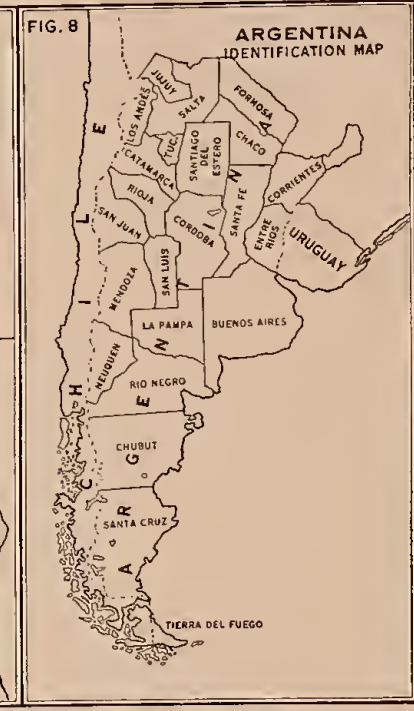 FIG. 8
ARGENTINA
IDENTIFICATION MAP
JUJUY
LOS ANDES
SALTA
FORMOSA
CHACO
TUC.
CATAMARCA
SANTIAGO
DEL
ESTERO
RIOJA
SANTA FE
CORRIENTES
SAN JUAN
CORDOBA
ENTRE
RIOS
URUGUAY
MENDOZA
SAN LUIS
LA PAMPA
BUENOS AIRES
NEUQUEN
RIO NEGRO
CHUBUT
SANTA CRUZ
TIERRA DEL FUEGO
CHILE
ARGENTINA